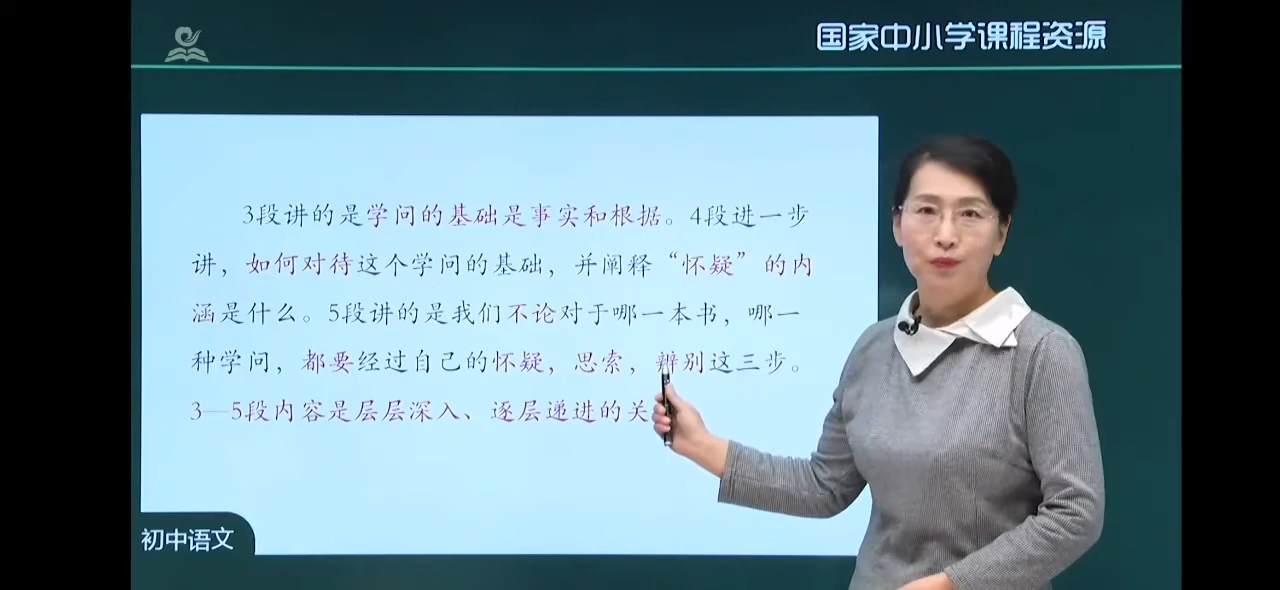 国家中小学课程资源
3段讲的是学问的基础是事实和根据。4段进一步
讲，如何对待这个学问的基础，并阐释“怀疑”的内
涵是什么。5段讲的是我们不论对于哪一本书，哪一
种学问，都要经过自己的怀疑，思索，辨别这三步。
3—5段内容是层层深入、逐层递进的关
初中语文